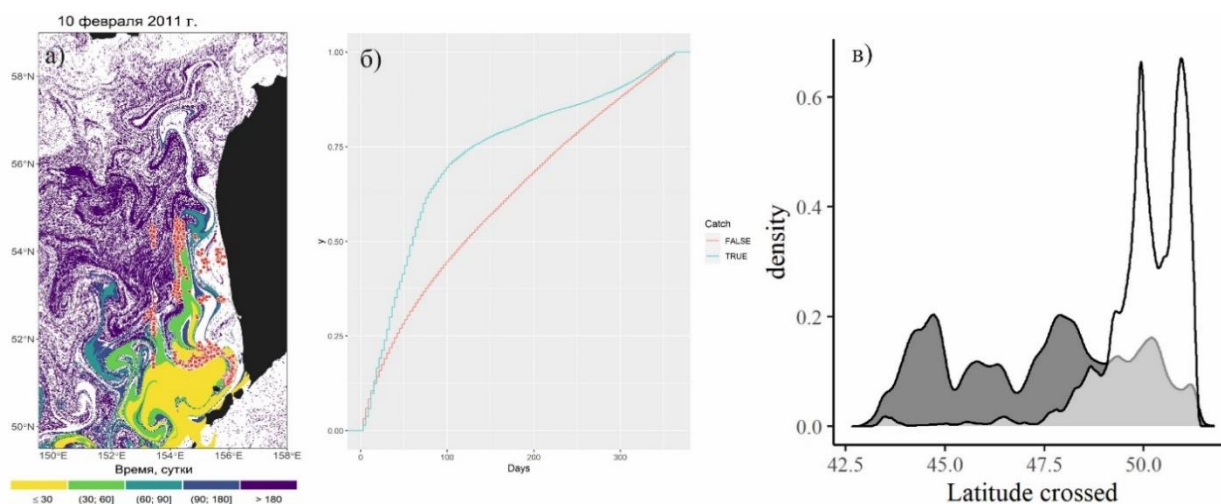 10 февраля 2011 г.
а)
58°N
56°N
54°N
52°N
50°N
150°E 152°E 154°E 156°E 158°E
Время, сутки
≤ 30 (30; 60] (60; 90] (90; 180] > 180
б)
1.00
0.75
y
0.50
0.25
0.00
0 100 200 300
Days
Catch
FALSE
TRUE
в)
0.6
density
0.4
0.2
0.0
42.5 45.0 47.5 50.0
Latitude crossed